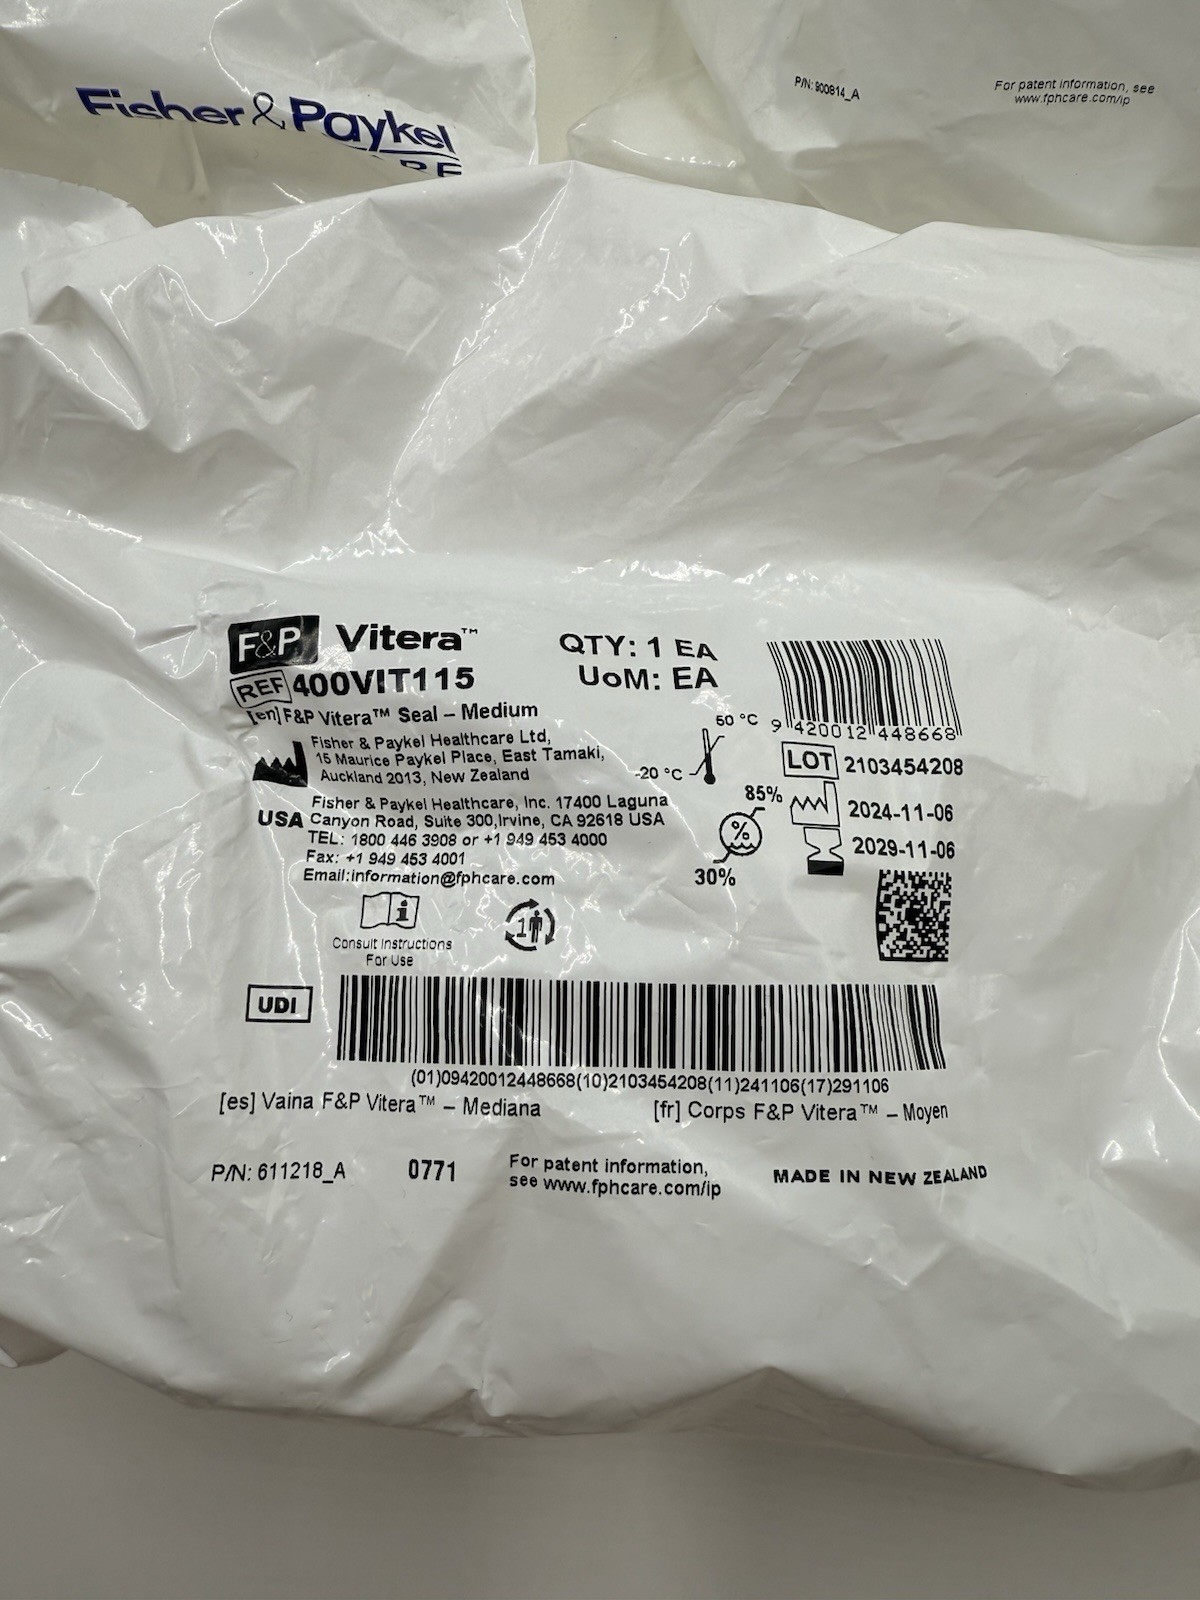 Fisher & Paykel
P/N: 900814_A
For patent information, see
www.fphcare.com/ip
F&P Vitera™
QTY: 1 EA
UoM: EA
REF 400VIT115
[en] F&P Vitera™ Seal – Medium
Fisher & Paykel Healthcare Ltd,
15 Maurice Paykel Place, East Tamaki,
Auckland 2013, New Zealand
USA Fisher & Paykel Healthcare, Inc. 17400 Laguna
Canyon Road, Suite 300, Irvine, CA 92618 USA
TEL: 1800 446 3908 or +1 949 453 4000
Fax: +1 949 453 4001
Email:information@fphcare.com
50 °C
-20 °C
85%
%
30%
9 420012 448668
LOT 2103454208
2024-11-06
2029-11-06
i
Consult Instructions
For Use
1
UDI
(01)09420012448668(10)2103454208(11)241106(17)291106
[es] Vaina F&P Vitera™ – Mediana
[fr] Corps F&P Vitera™ – Moyen
P/N: 611218_A
0771
For patent information,
see www.fphcare.com/ip
MADE IN NEW ZEALAND